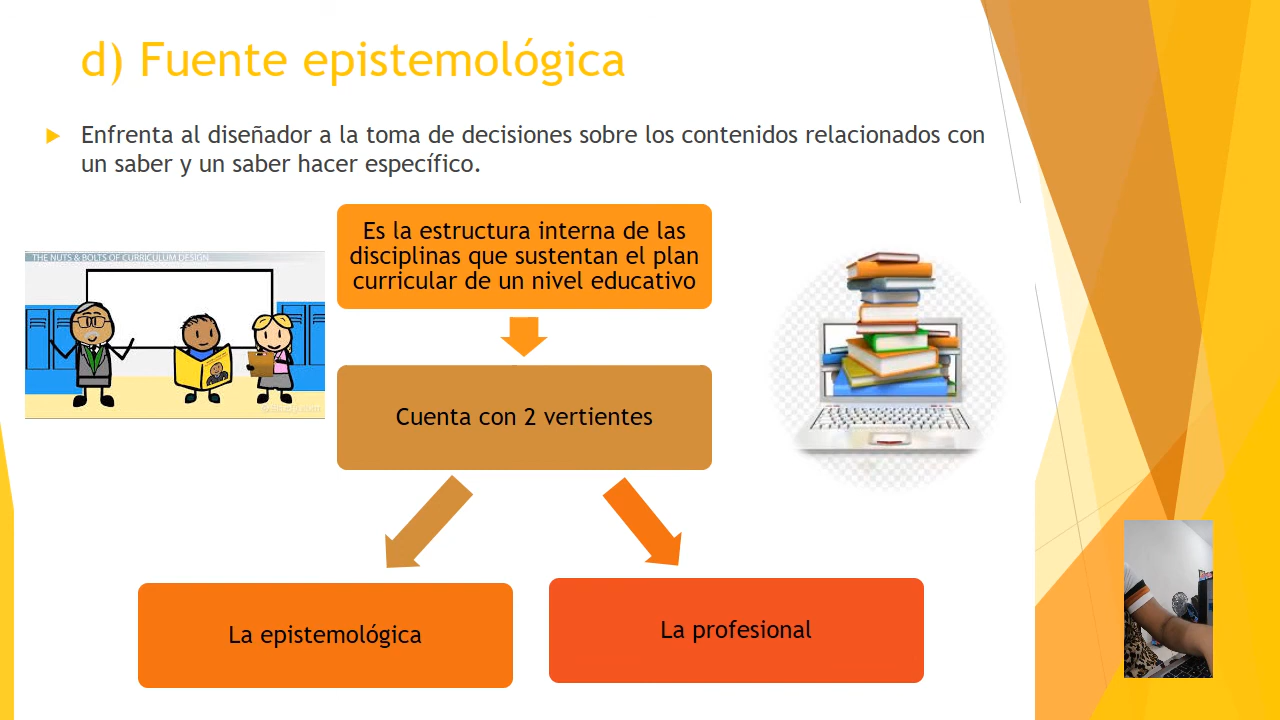 d) Fuente epistemológica
Enfrenta al diseñador a la toma de decisiones sobre los contenidos relacionados con
un saber y un saber hacer específico.
Es la estructura interna de las
disciplinas que sustentan el plan
curricular de un nivel educativo
THE NUTS & BOLTS OF CURRICULUM DESIGN
Cuenta con 2 vertientes
La epistemológica
La profesional